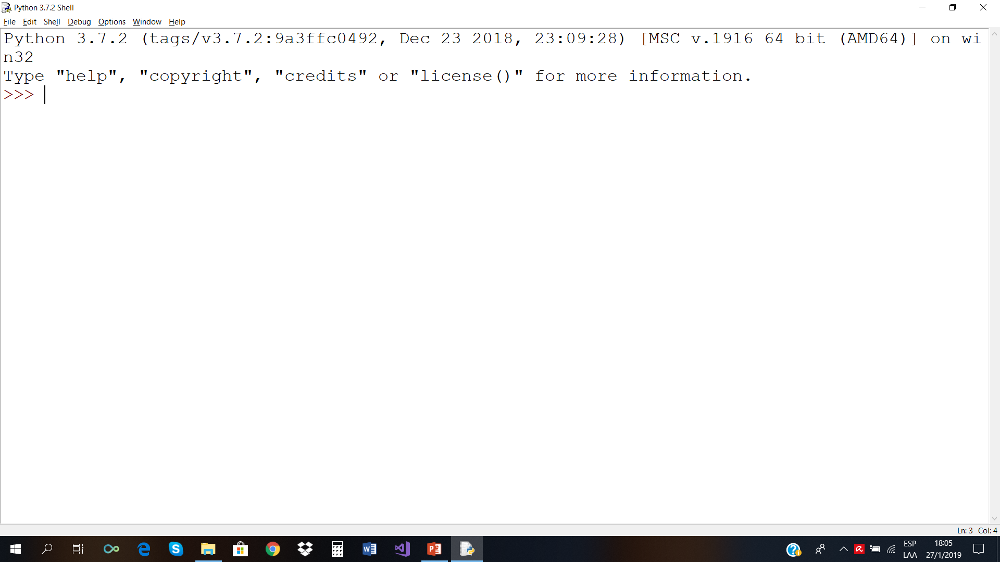 Python 3.7.2 Shell
File Edit Shell Debug Options Window Help
Python 3.7.2 (tags/v3.7.2:9a3ffc0492, Dec 23 2018, 23:09:28) [MSC v.1916 64 bit (AMD64)] on wi
n32
Type "help", "copyright", "credits" or "license()" for more information.
>>>
Ln: 3 Col: 4
ESP 18:05
LAA 27/1/2019